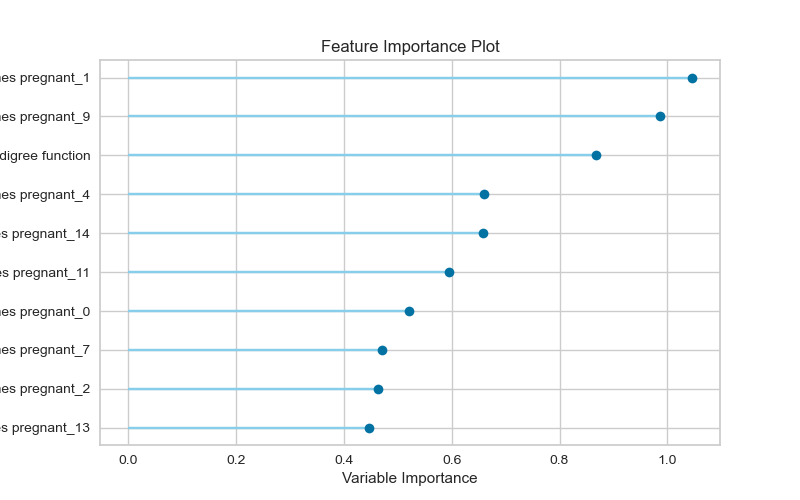 Feature Importance Plot
nes pregnant_1
nes pregnant_9
digree function
nes pregnant_4
es pregnant_14
es pregnant_11
nes pregnant_0
nes pregnant_7
nes pregnant_2
es pregnant_13
0.0 0.2 0.4 0.6 0.8 1.0
Variable Importance